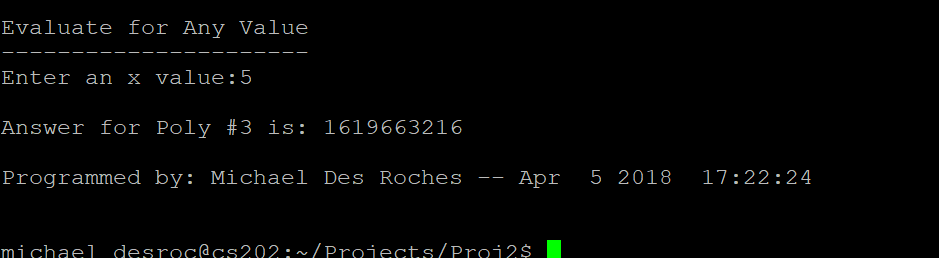 Evaluate for Any Value
----------------------
Enter an x value:5
Answer for Poly #3 is: 1619663216
Programmed by: Michael Des Roches -- Apr  5 2018  17:22:24
michael_desroc@cs202:~/Projects/Proj2$